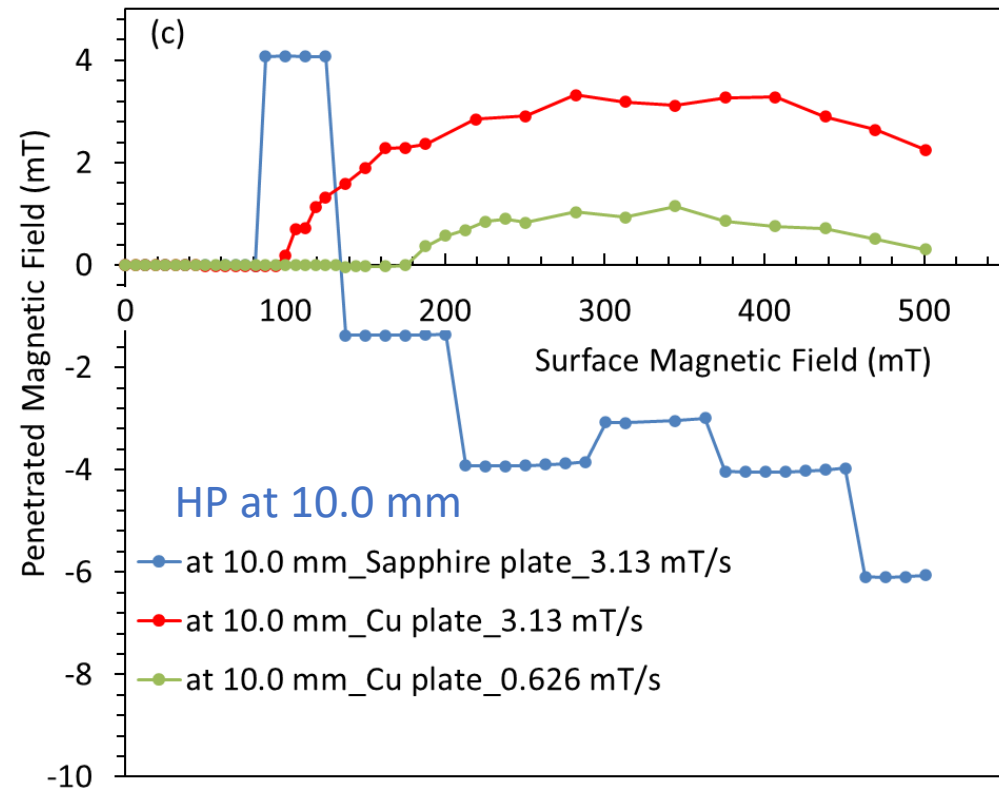 (c)
4
2
0
-2
-4
-6
-8
-10
Penetrated Magnetic Field (mT)
0 100 200 300 400 500
Surface Magnetic Field (mT)
HP at 10.0 mm
at 10.0 mm_Sapphire plate_3.13 mT/s
at 10.0 mm_Cu plate_3.13 mT/s
at 10.0 mm_Cu plate_0.626 mT/s